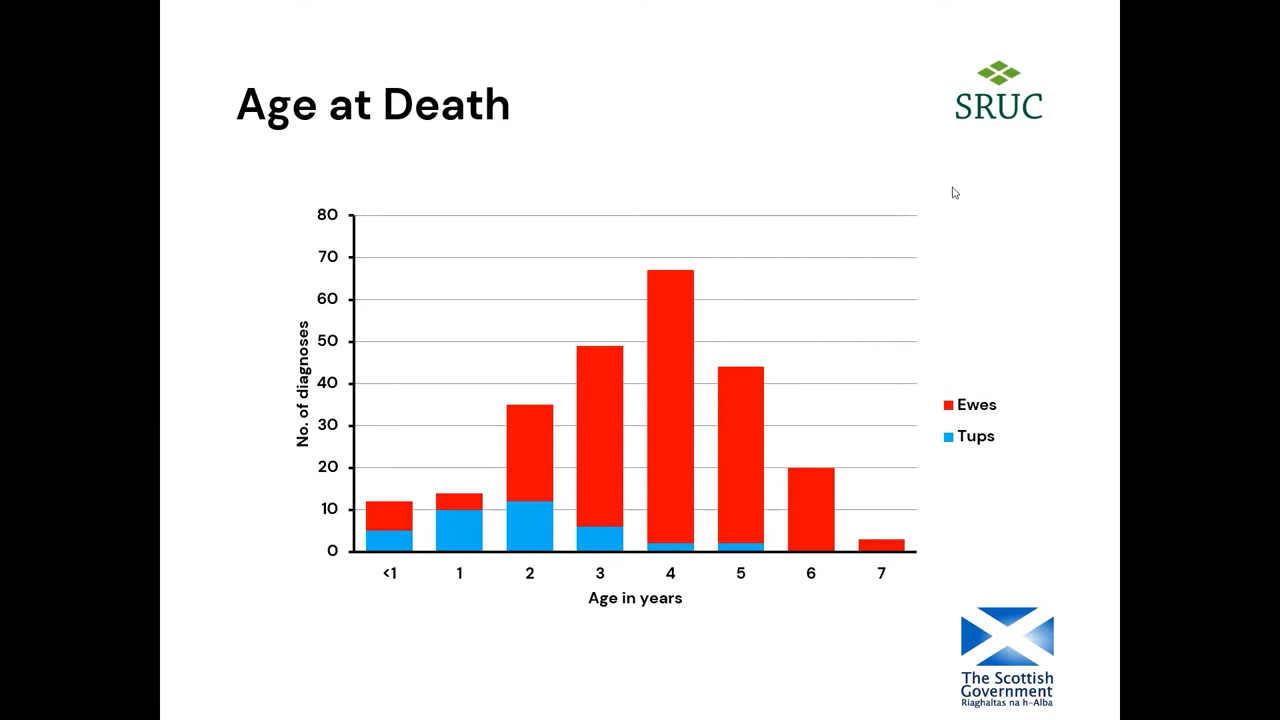 Age at Death
SRUC
80
70
60
50
40
30
20
10
0
No. of diagnoses
<1
1
2
3
4
5
6
7
Age in years
Ewes
Tups
The Scottish
Government
Riaghaltas na h-Alba